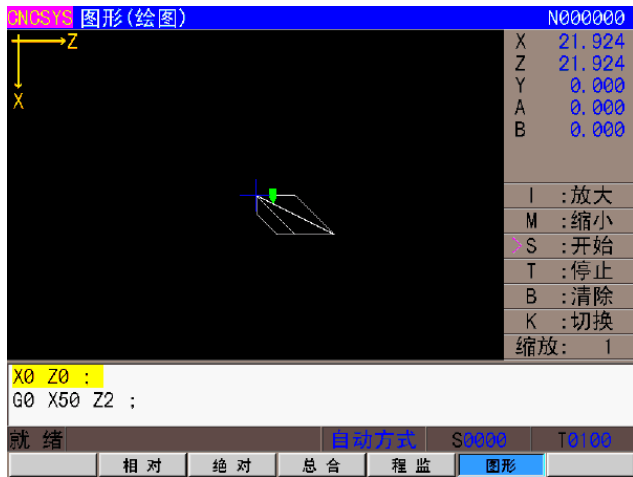 CNCSYS 图形(绘图) N000000
Z
X
X 21.924
Z 21.924
Y 0.000
A 0.000
B 0.000
I :放大
M :缩小
>S :开始
T :停止
B :清除
K :切换
缩放: 1
X0 Z0 ;
G0 X50 Z2 ;
就 绪 自动方式 S0000 T0100
相 对 绝 对 总 合 程 监 图形